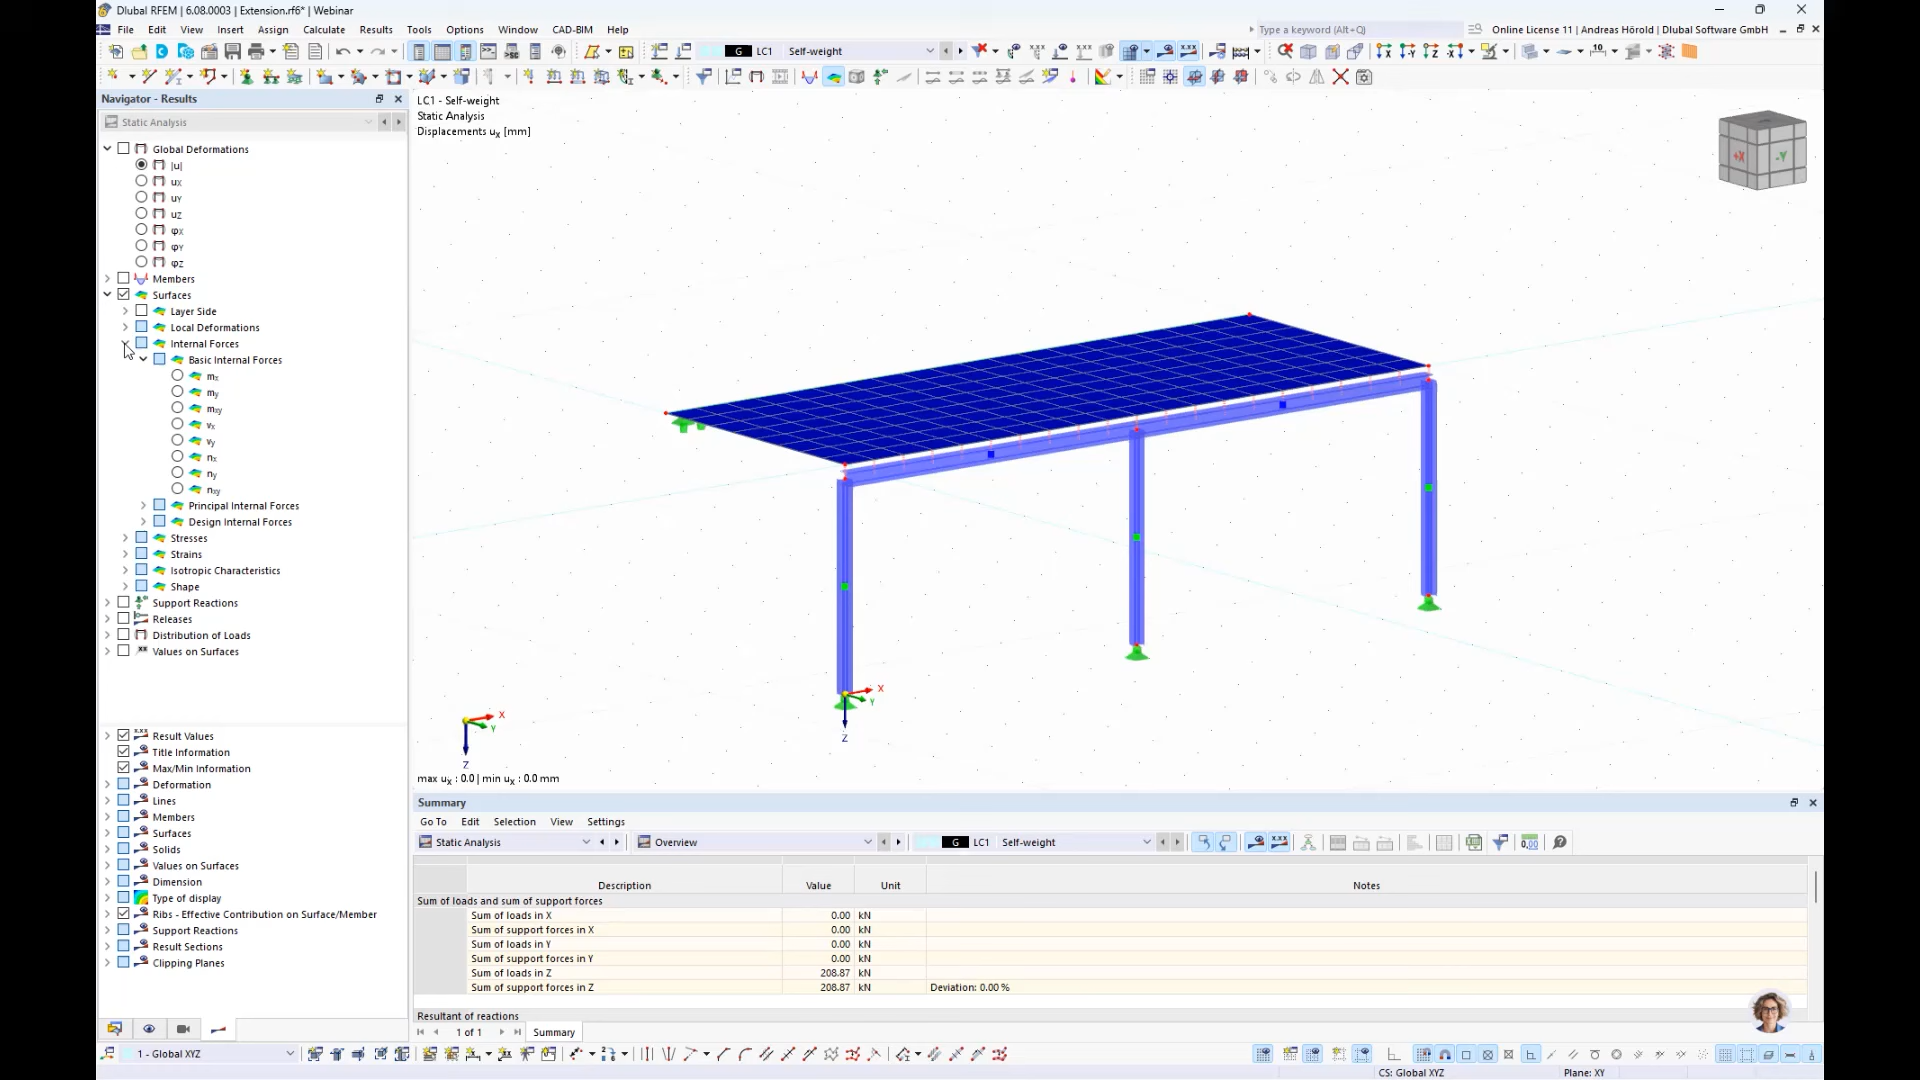 Dlubal RFEM | 6.08.0003 | Extension.rf6* | Webinar
File Edit View Insert Assign Calculate Results Tools Options Window CAD-BIM Help
Type a keyword (Alt+Q)
Online License 11 | Andreas Hörold | Dlubal Software GmbH
G LC1 Self-weight
Navigator - Results
Static Analysis
Global Deformations
|u|
uX
uY
uZ
φX
φY
φZ
Members
Surfaces
Layer Side
Local Deformations
Internal Forces
Basic Internal Forces
mx
my
mxy
vx
vy
nx
ny
nxy
Principal Internal Forces
Design Internal Forces
Stresses
Strains
Isotropic Characteristics
Shape
Support Reactions
Releases
Distribution of Loads
Values on Surfaces
Result Values
Title Information
Max/Min Information
Deformation
Lines
Members
Surfaces
Solids
Values on Surfaces
Dimension
Type of display
Ribs - Effective Contribution on Surface/Member
Support Reactions
Result Sections
Clipping Planes
1 - Global XYZ
LC1 - Self-weight
Static Analysis
Displacements ux [mm]
+X -Y
X
Y
Z
X
Y
Z
max ux : 0.0 | min ux : 0.0 mm
Summary
Go To Edit Selection View Settings
Static Analysis Overview G LC1 Self-weight
Description Value Unit Notes
Sum of loads and sum of support forces
Sum of loads in X 0.00 kN
Sum of support forces in X 0.00 kN
Sum of loads in Y 0.00 kN
Sum of support forces in Y 0.00 kN
Sum of loads in Z 208.87 kN
Sum of support forces in Z 208.87 kN Deviation: 0.00 %
Resultant of reactions
1 of 1 Summary
CS: Global XYZ Plane: XY